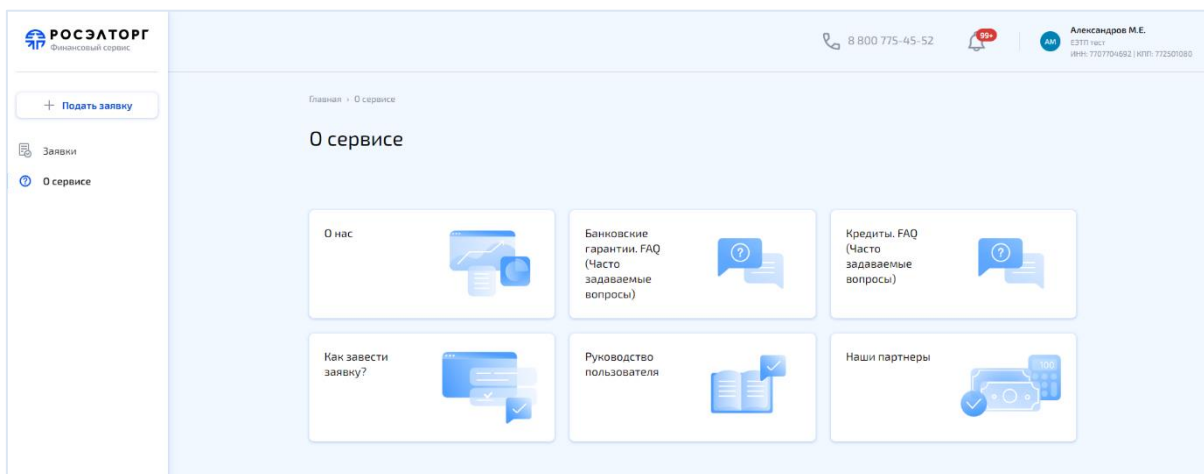 РОСЭЛТОРГ
Финансовый сервис
8 800 775-45-52
99+
АМ
Александров М.Е.
ЕЭТП тест
ИНН: 7707704692 | КПП: 772501080
Подать заявку
Заявки
О сервисе
Главная › О сервисе
О сервисе
О нас
Банковские
гарантии. FAQ
(Часто
задаваемые
вопросы)
Кредиты. FAQ
(Часто
задаваемые
вопросы)
Как завести
заявку?
Руководство
пользователя
Наши партнеры
100